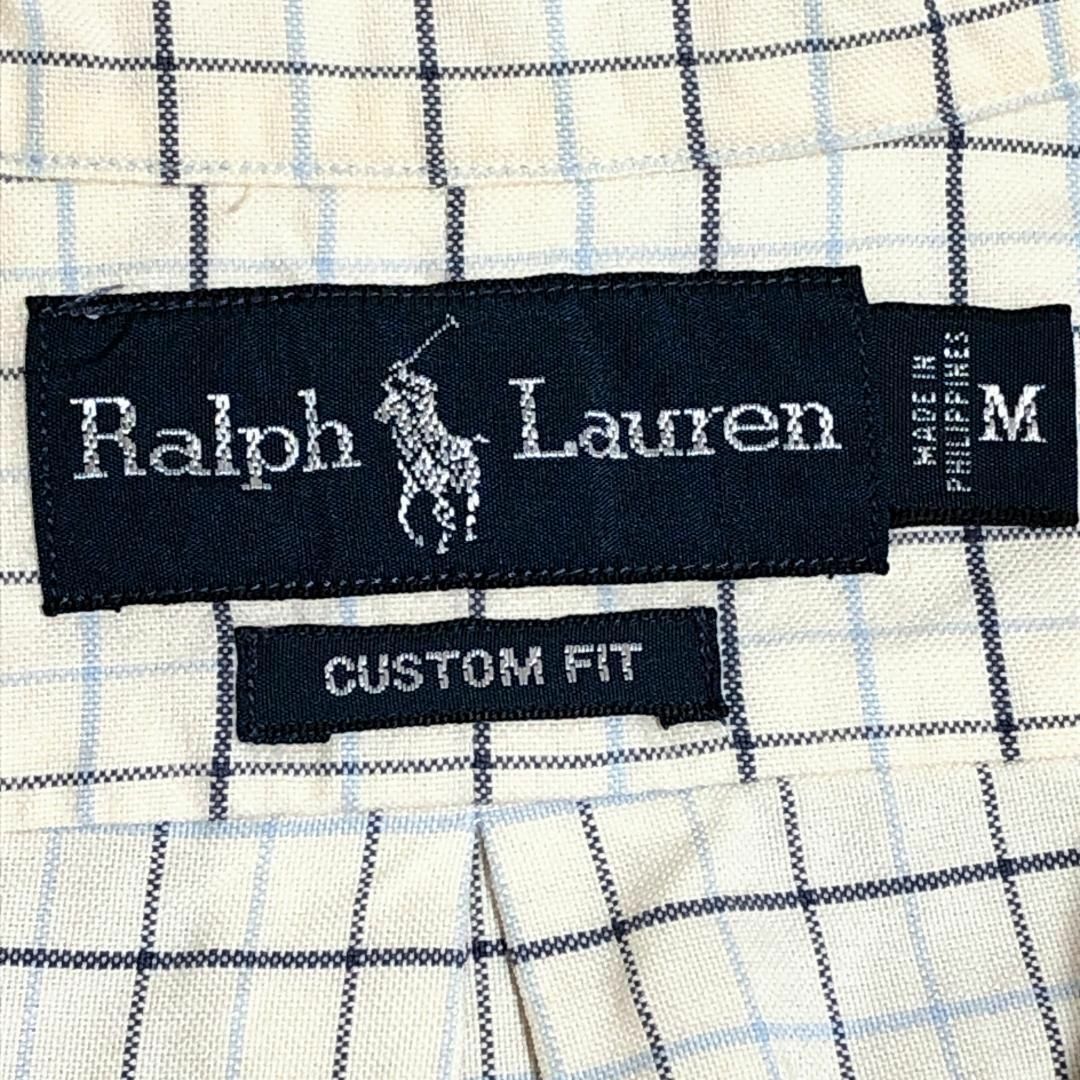 Ralph Lauren
MADE IN
PHILIPPINES
M
CUSTOM FIT